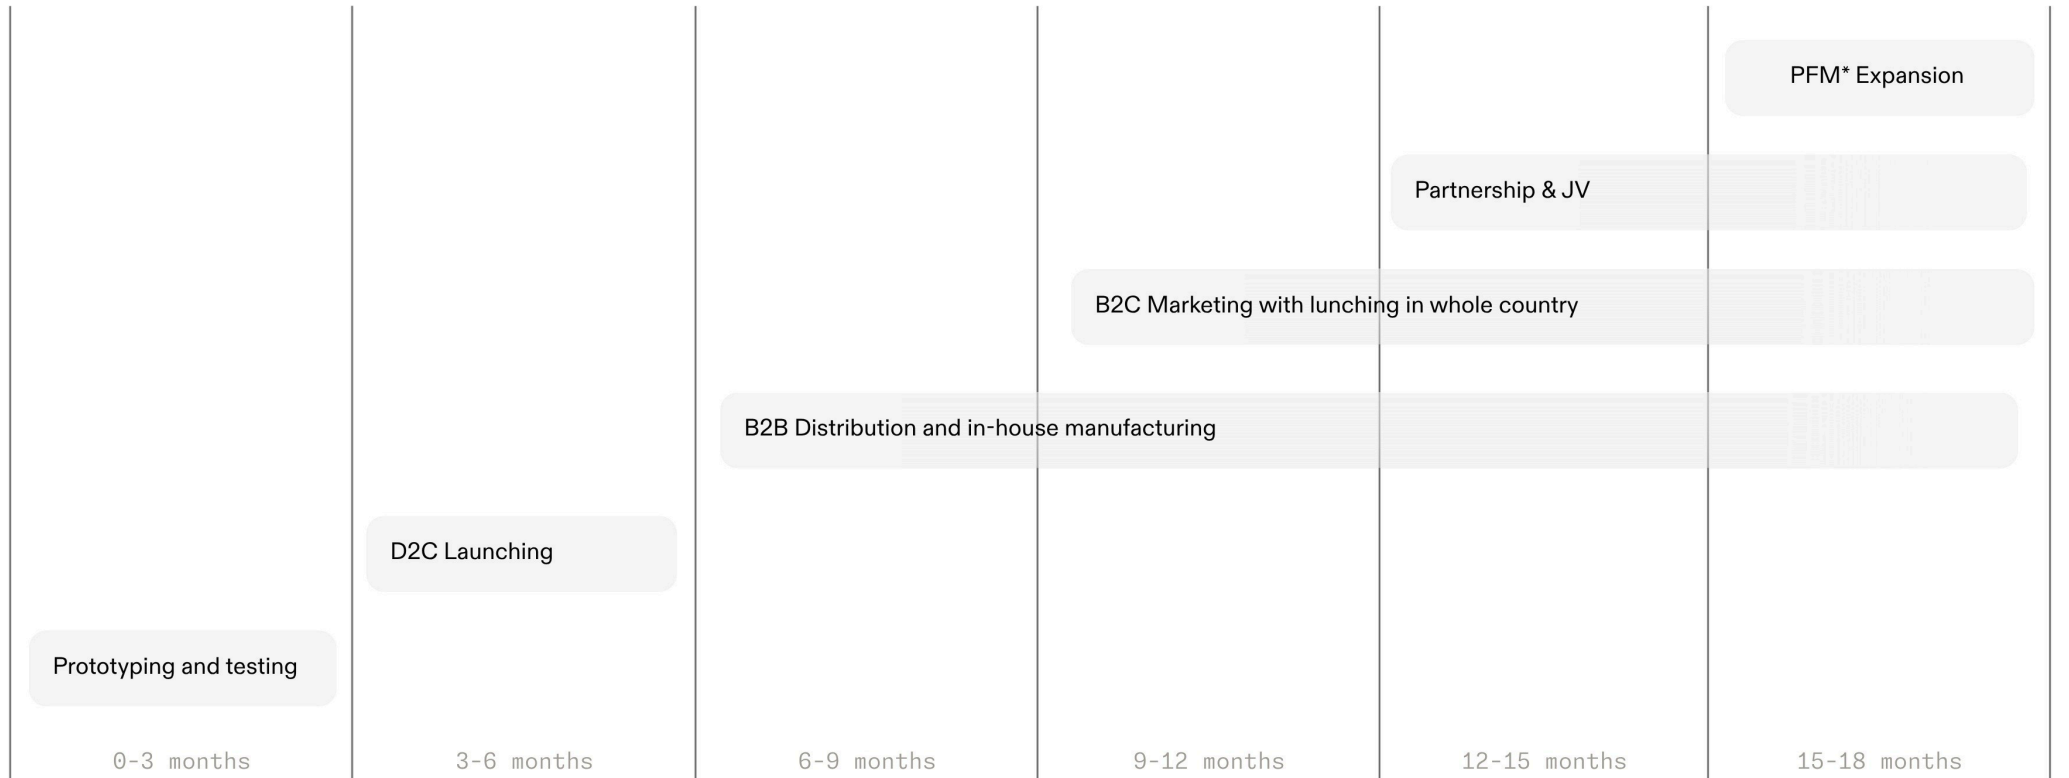 PFM* Expansion
Partnership & JV
B2C Marketing with lunching in whole country
B2B Distribution and in-house manufacturing
D2C Launching
Prototyping and testing
0-3 months
3-6 months
6-9 months
9-12 months
12-15 months
15-18 months